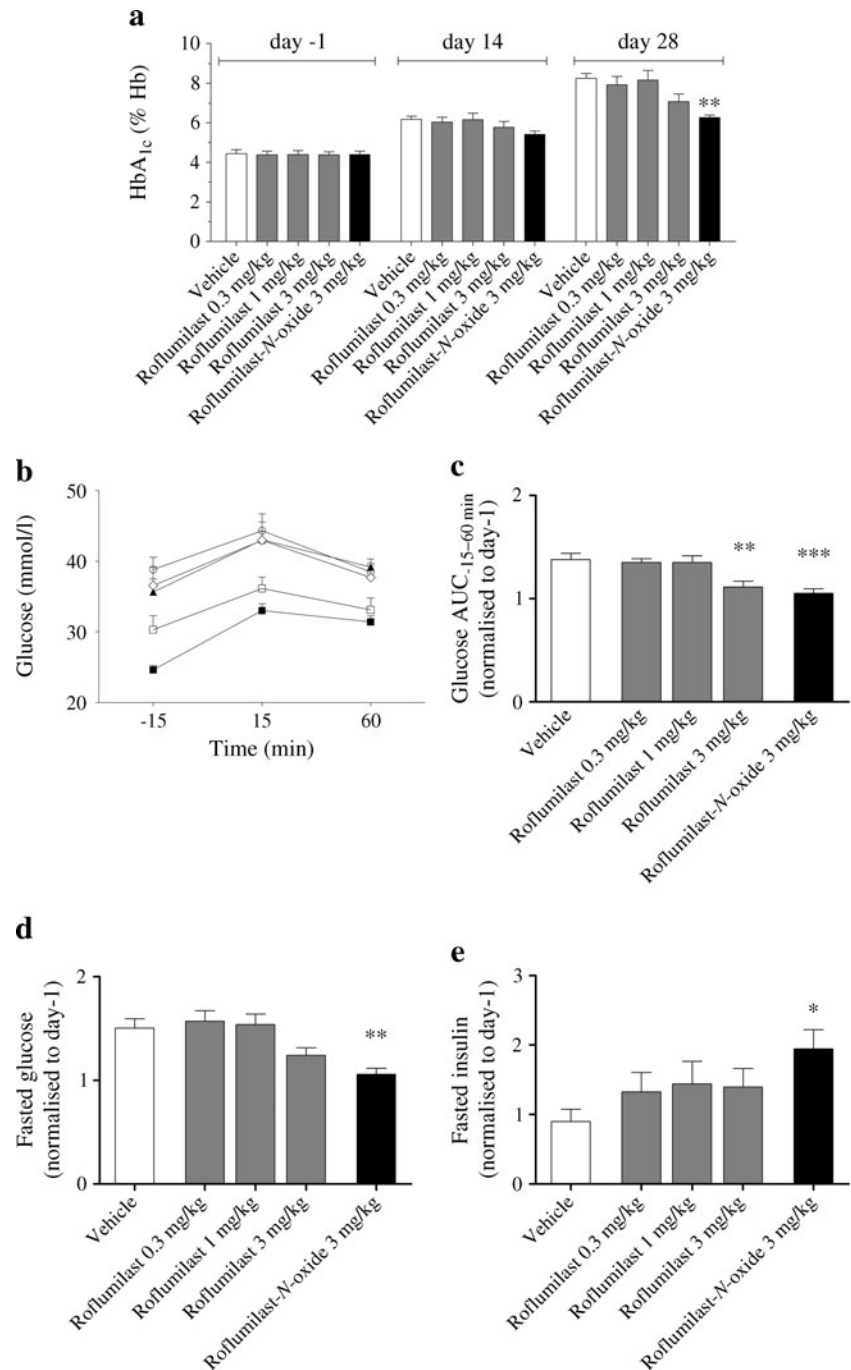 a
day -1 day 14 day 28
10
8
6
4
2
0
HbA1c (% Hb)
**
Vehicle
Roflumilast 0.3 mg/kg
Roflumilast 1 mg/kg
Roflumilast 3 mg/kg
Roflumilast-N-oxide 3 mg/kg
Vehicle
Roflumilast 0.3 mg/kg
Roflumilast 1 mg/kg
Roflumilast 3 mg/kg
Roflumilast-N-oxide 3 mg/kg
Vehicle
Roflumilast 0.3 mg/kg
Roflumilast 1 mg/kg
Roflumilast 3 mg/kg
Roflumilast-N-oxide 3 mg/kg
b
50
40
30
20
Glucose (mmol/l)
-15 15 60
Time (min)
c
2
1
0
Glucose AUC-15–60 min
(normalised to day-1)
** ***
Vehicle
Roflumilast 0.3 mg/kg
Roflumilast 1 mg/kg
Roflumilast 3 mg/kg
Roflumilast-N-oxide 3 mg/kg
d
2
1
0
Fasted glucose
(normalised to day-1)
**
Vehicle
Roflumilast 0.3 mg/kg
Roflumilast 1 mg/kg
Roflumilast 3 mg/kg
Roflumilast-N-oxide 3 mg/kg
e
3
2
1
0
Fasted insulin
(normalised to day-1)
*
Vehicle
Roflumilast 0.3 mg/kg
Roflumilast 1 mg/kg
Roflumilast 3 mg/kg
Roflumilast-N-oxide 3 mg/kg